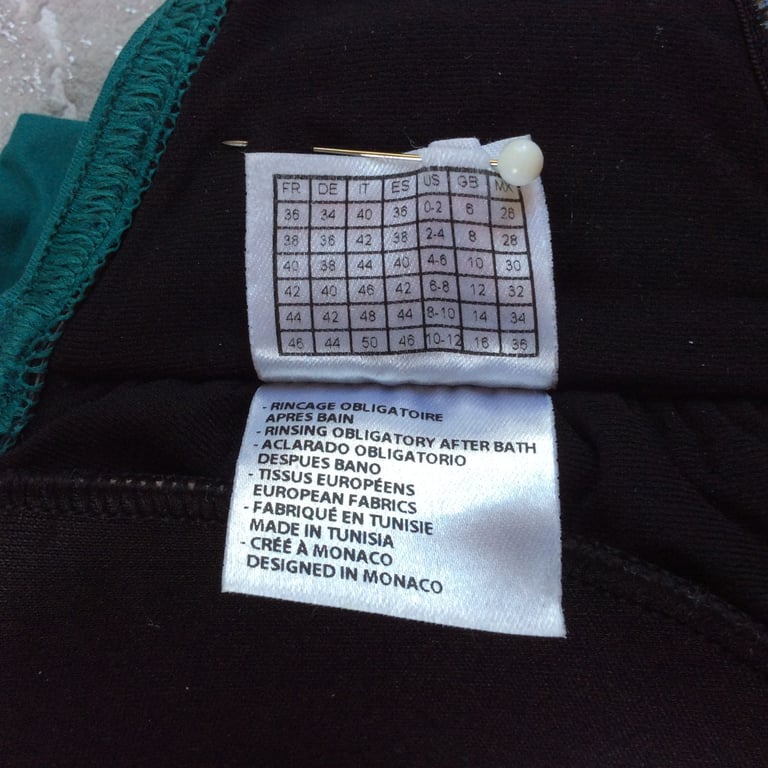 FR DE IT ES US GB MX
36 34 40 36 0-2 6 26
38 36 42 38 2-4 8 28
40 38 44 40 4-6 10 30
42 40 46 42 6-8 12 32
44 42 48 44 8-10 14 34
46 44 50 46 10-12 16 36
- RINCAGE OBLIGATOIRE
APRES BAIN
- RINSING OBLIGATORY AFTER BATH
- ACLARADO OBLIGATORIO
DESPUES BANO
- TISSUS EUROPÉENS
EUROPEAN FABRICS
- FABRIQUÉ EN TUNISIE
MADE IN TUNISIA
- CRÉÉ À MONACO
DESIGNED IN MONACO